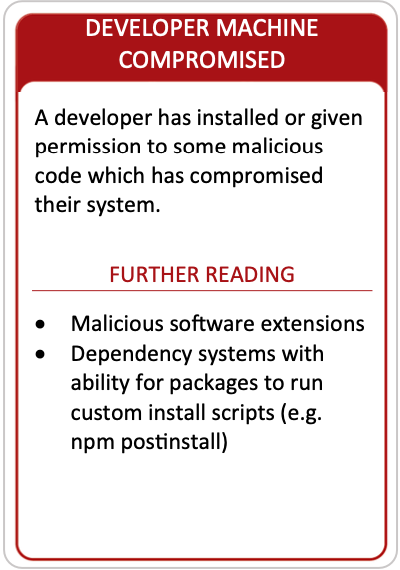 DEVELOPER MACHINE
COMPROMISED
A developer has installed or given
permission to some malicious
code which has compromised
their system.
FURTHER READING
• Malicious software extensions
• Dependency systems with
ability for packages to run
custom install scripts (e.g.
npm postinstall)